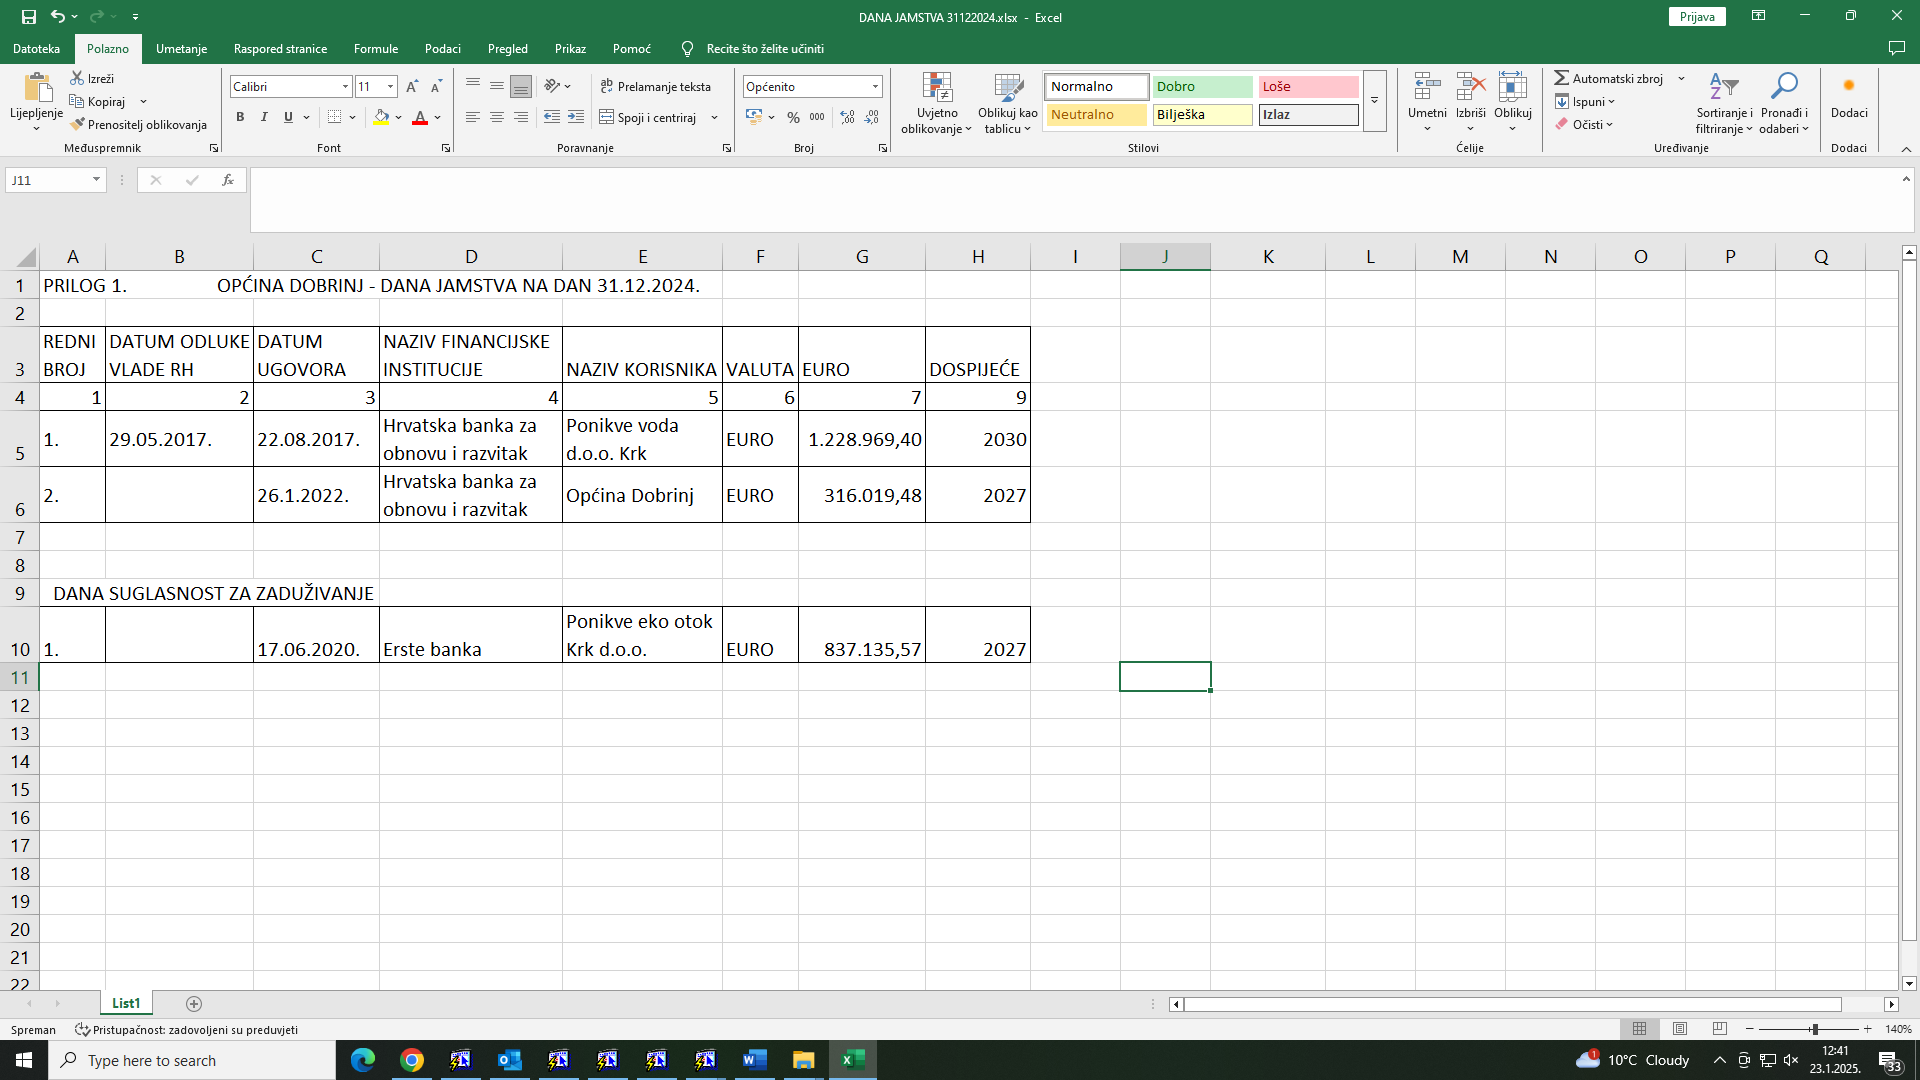 DANA JAMSTVA 31122024.xlsx - Excel
Prijava
Datoteka Polazno Umetanje Raspored stranice Formule Podaci Pregled Prikaz Pomoć Recite što želite učiniti
Lijepljenje
Izreži
Kopiraj
Prenositelj oblikovanja
Međuspremnik
Calibri 11
B I U
Font
Prelamanje teksta
Spoji i centriraj
Poravnanje
Općenito
% 000
Broj
Uvjetno oblikovanje
Oblikuj kao tablicu
Normalno Dobro Loše
Neutralno Bilješka Izlaz
Stilovi
Umetni Izbriši Oblikuj
Ćelije
Automatski zbroj
Ispuni
Očisti
Sortiranje i filtriranje
Pronađi i odaberi
Uređivanje
Dodaci
Dodaci
J11 fx
A B C D E F G H I J K L M N O P Q
1 PRILOG 1. OPĆINA DOBRINJ - DANA JAMSTVA NA DAN 31.12.2024.
2
REDNI DATUM ODLUKE DATUM NAZIV FINANCIJSKE
3 BROJ VLADE RH UGOVORA INSTITUCIJE NAZIV KORISNIKA VALUTA EURO DOSPIJEĆE
4 1 2 3 4 5 6 7 9
5 1. 29.05.2017. 22.08.2017. Hrvatska banka za obnovu i razvitak Ponikve voda d.o.o. Krk EURO 1.228.969,40 2030
6 2. 26.1.2022. Hrvatska banka za obnovu i razvitak Općina Dobrinj EURO 316.019,48 2027
7
8
9 DANA SUGLASNOST ZA ZADUŽIVANJE
10 1. 17.06.2020. Erste banka Ponikve eko otok Krk d.o.o. EURO 837.135,57 2027
11
12
13
14
15
16
17
18
19
20
21
22
List1
Spreman Pristupačnost: zadovoljeni su preduvjeti 140%
Type here to search
1 10°C Cloudy 12:41
23.1.2025. 33